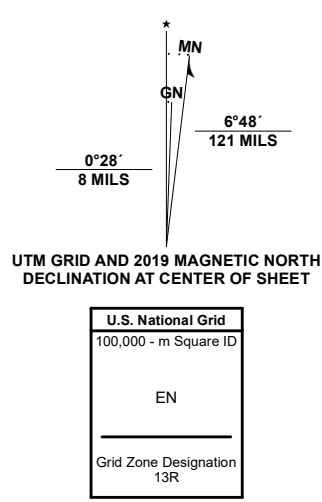 ★
MN
GN
6°48´
121 MILS
0°28´
8 MILS
UTM GRID AND 2019 MAGNETIC NORTH
DECLINATION AT CENTER OF SHEET
U.S. National Grid
100,000 - m Square ID
EN
Grid Zone Designation
13R